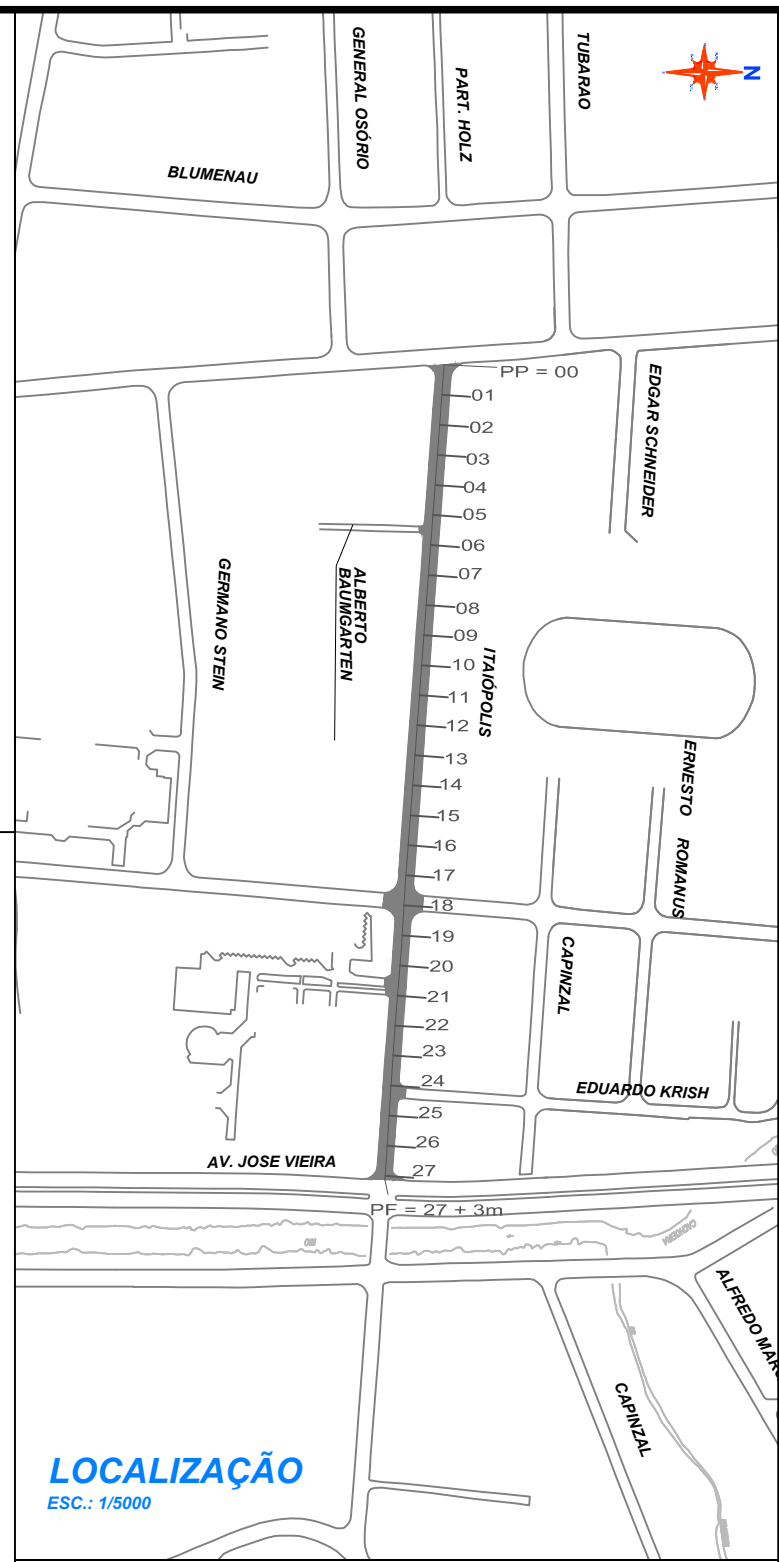 TUBARAO
N
GENERAL OSÓRIO
PART. HOLZ
BLUMENAU
PP = 00
EDGAR SCHNEIDER
01
02
03
04
05
06
07
08
09
10
11
12
13
14
15
16
17
18
19
20
21
22
23
24
25
26
27
ALBERTO
BAUMGARTEN
GERMANO STEIN
ITAIÓPOLIS
ERNESTO ROMANUS
CAPINZAL
EDUARDO KRISH
AV. JOSE VIEIRA
PF = 27 + 3m
RIO
CACHOEIRA
ALFREDO MARC
CAPINZAL
LOCALIZAÇÃO
ESC.: 1/5000